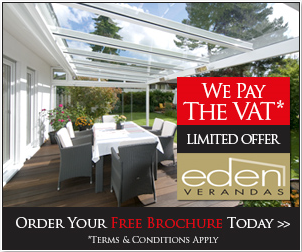 We Pay
The VAT*
LIMITED OFFER
eden
VERANDAS
Order Your Free Brochure Today >>
*Terms & Conditions Apply